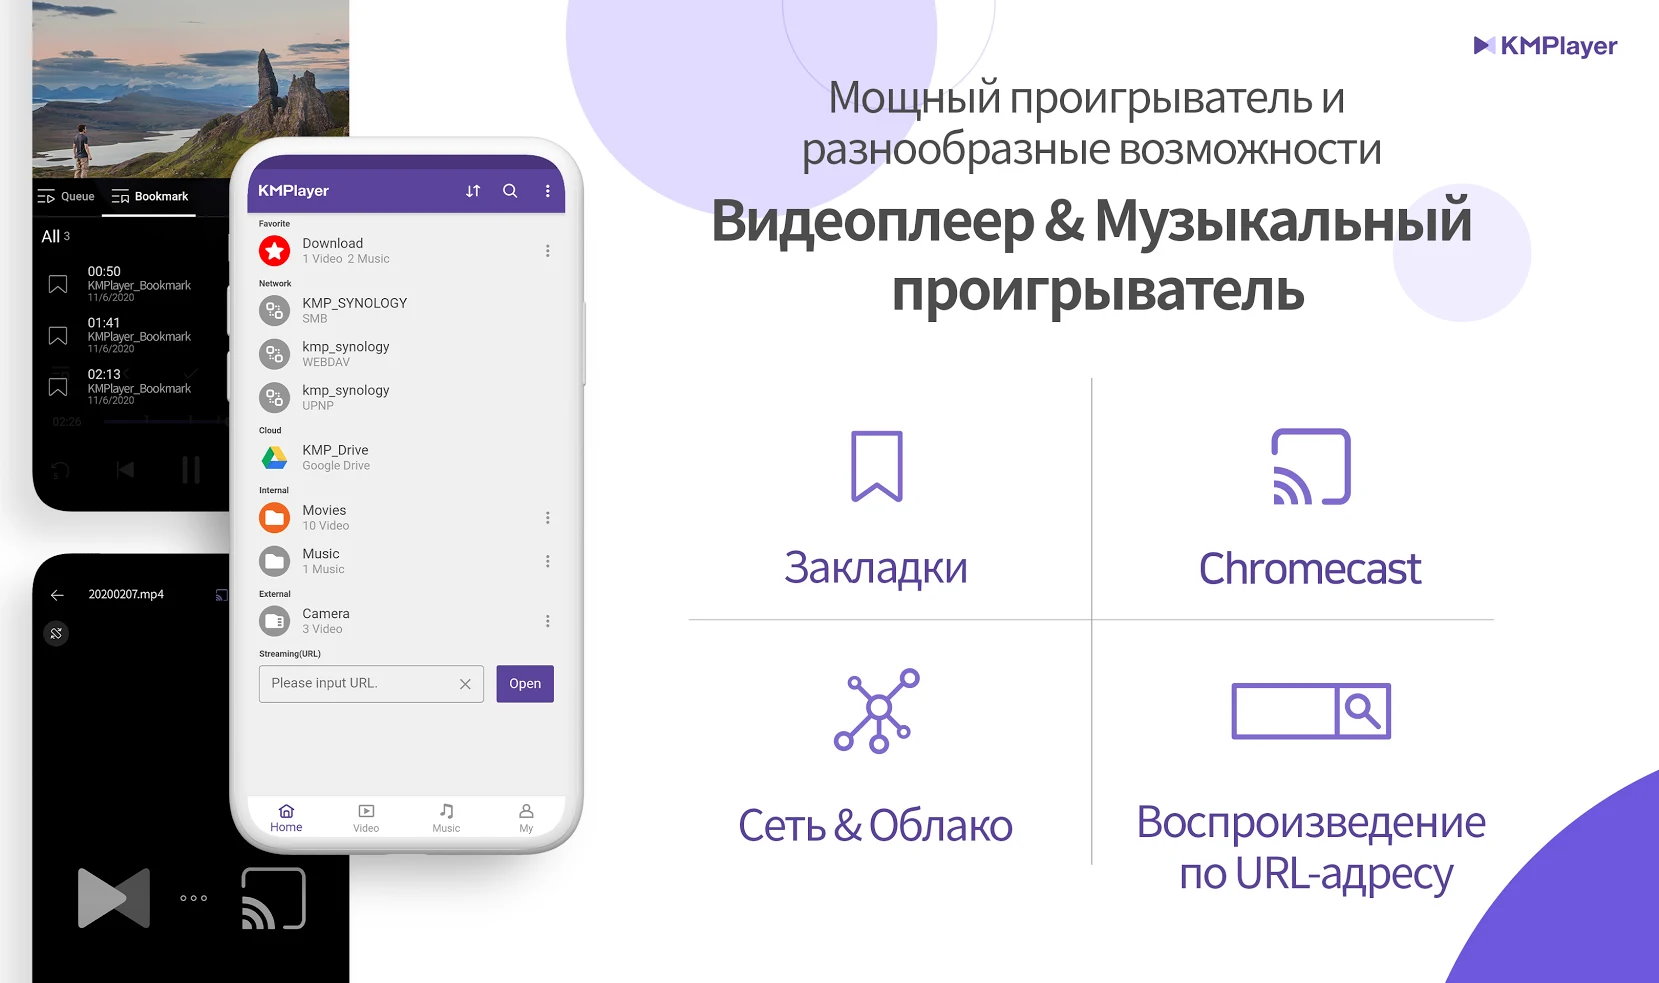 KMPlayer
Мощный проигрыватель и
разнообразные возможности
Видеоплеер & Музыкальный
проигрыватель
Закладки
Chromecast
Сеть & Облако
Воспроизведение
по URL-адресу
Queue
Bookmark
All 3
00:50
KMPlayer_Bookmark
11/6/2020
01:41
KMPlayer_Bookmark
11/6/2020
02:13
KMPlayer_Bookmark
11/6/2020
02:26
20200207.mp4
KMPlayer
Favorite
Download
1 Video 2 Music
Network
KMP_SYNOLOGY
SMB
kmp_synology
WEBDAV
kmp_synology
UPNP
Cloud
KMP_Drive
Google Drive
Internal
Movies
10 Video
Music
1 Music
External
Camera
3 Video
Streaming(URL)
Please input URL.
Open
Home
Video
Music
My